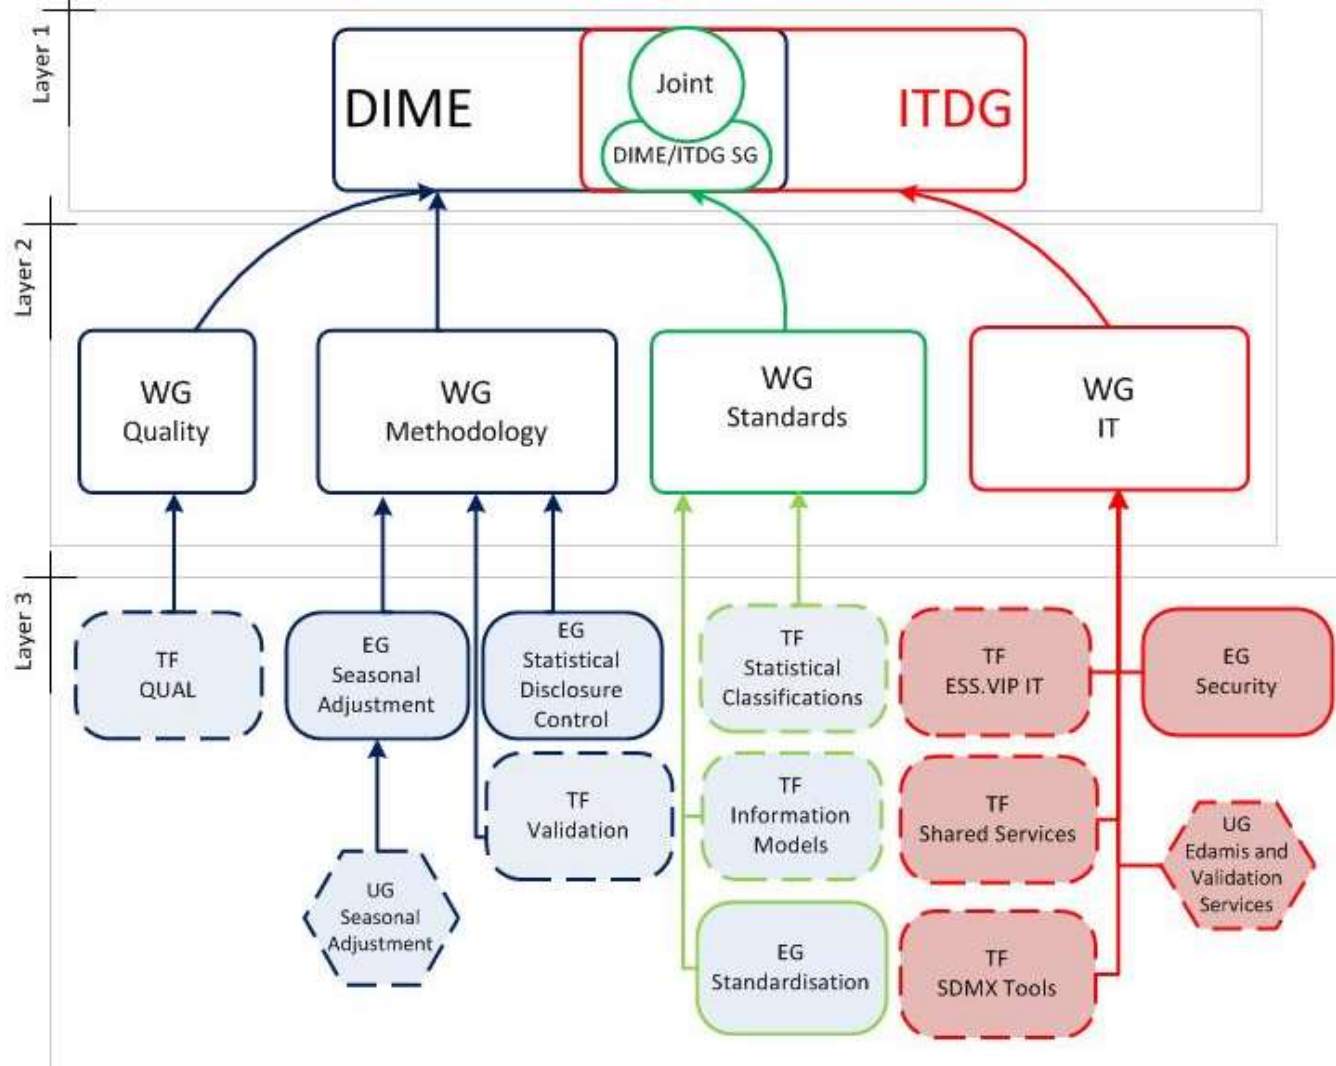 Layer 1
DIME
Joint
DIME/ITDG SG
ITDG
Layer 2
WG
Quality
WG
Methodology
WG
Standards
WG
IT
Layer 3
TF
QUAL
EG
Seasonal
Adjustment
EG
Statistical
Disclosure
Control
TF
Statistical
Classifications
TF
ESS.VIP IT
EG
Security
TF
Validation
TF
Information
Models
TF
Shared Services
UG
Edamis and
Validation
Services
UG
Seasonal
Adjustment
EG
Standardisation
TF
SDMX Tools